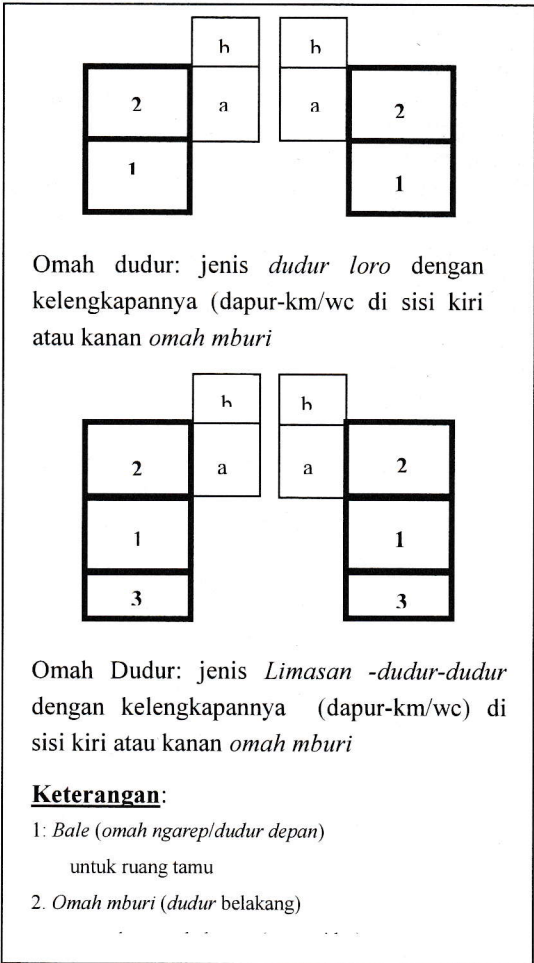 b b
2 a a 2
1 1
Omah dudur: jenis dudur loro dengan
kelengkapannya (dapur-km/wc di sisi kiri
atau kanan omah mburi
b b
2 a a 2
1 1
3 3
Omah Dudur: jenis Limasan -dudur-dudur
dengan kelengkapannya (dapur-km/wc) di
sisi kiri atau kanan omah mburi
Keterangan:
1: Bale (omah ngarep/dudur depan)
untuk ruang tamu
2. Omah mburi (dudur belakang)